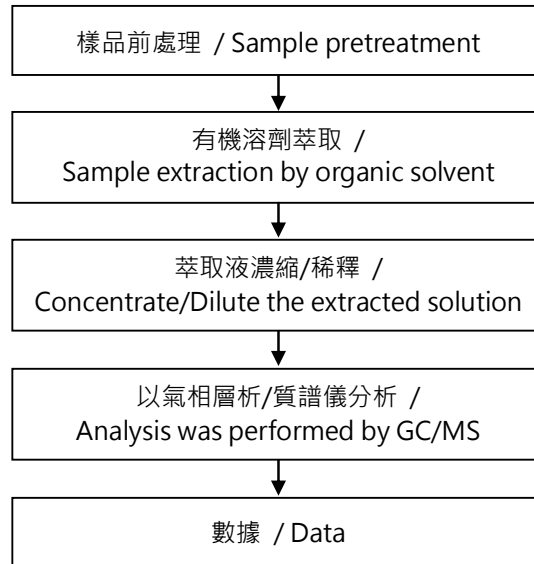 樣品前處理 / Sample pretreatment
有機溶劑萃取 /
Sample extraction by organic solvent
萃取液濃縮/稀釋 /
Concentrate/Dilute the extracted solution
以氣相層析/質譜儀分析 /
Analysis was performed by GC/MS
數據 / Data